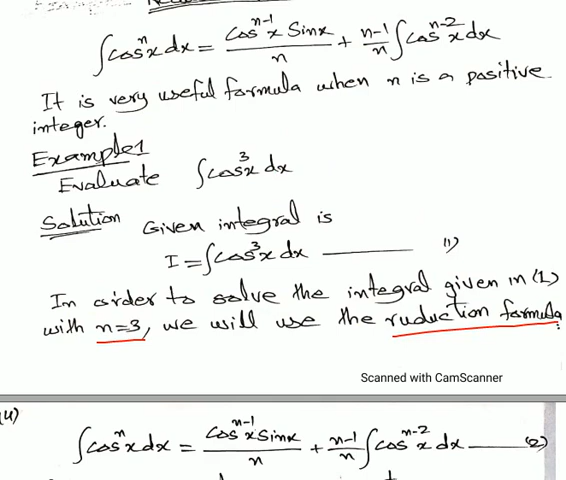 ∫cosⁿx dx = cosⁿ⁻¹x Sinx / n + n-1/n ∫cosⁿ⁻²x dx
It is very useful formula when n is a positive
integer.
Example1
Evaluate ∫cos³x dx
Solution Given integral is
I = ∫cos³x dx ——— (1)
In order to solve the integral given in (1)
with n=3, we will use the ruduction formula
Scanned with CamScanner
(4)
∫cosⁿx dx = cosⁿ⁻¹x sinx / n + n-1/n ∫cosⁿ⁻²x dx ——— (2)